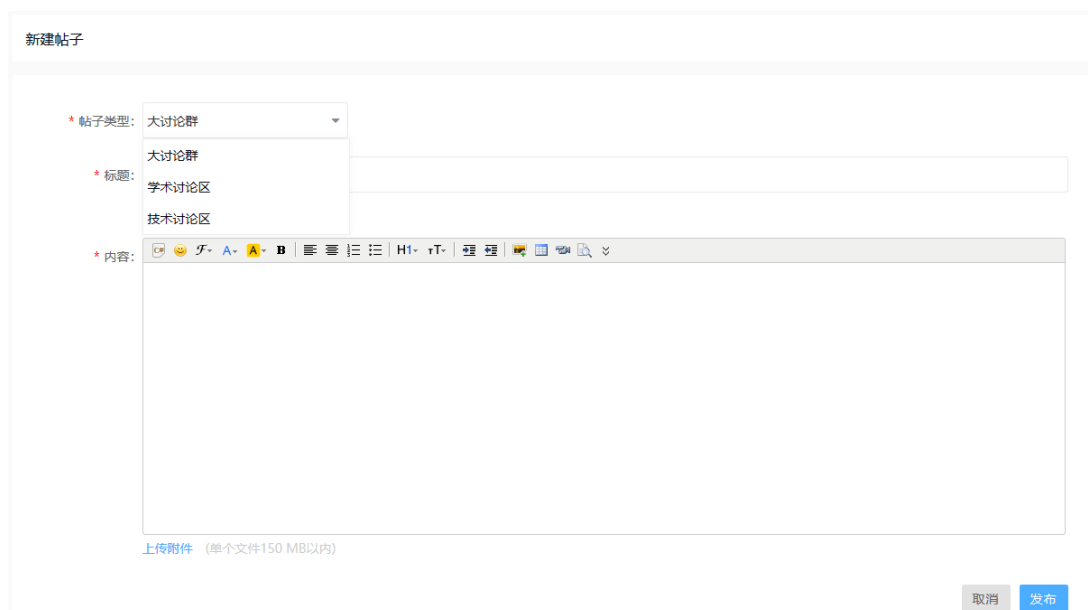 新建帖子
* 帖子类型： 大讨论群
大讨论群
* 标题：
学术讨论区
技术讨论区
* 内容：
F A A B H1 тT
上传附件 (单个文件150 MB以内)
取消 发布